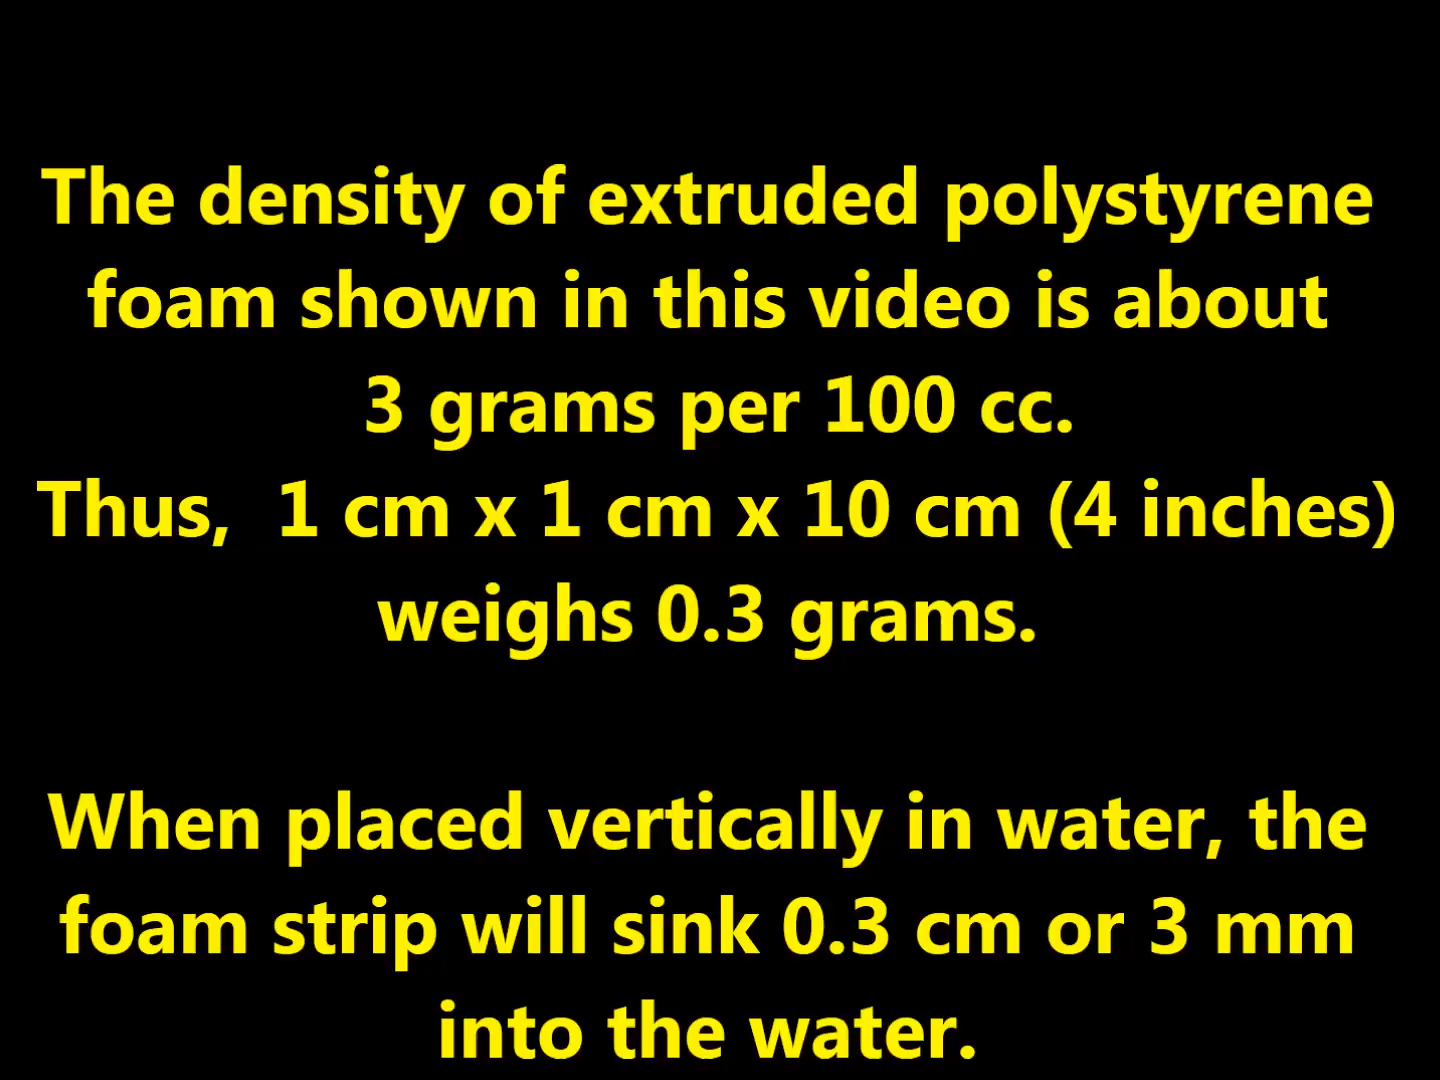 The density of extruded polystyrene
foam shown in this video is about
3 grams per 100 cc.
Thus,  1 cm x 1 cm x 10 cm (4 inches)
weighs 0.3 grams.
When placed vertically in water, the
foam strip will sink 0.3 cm or 3 mm
into the water.